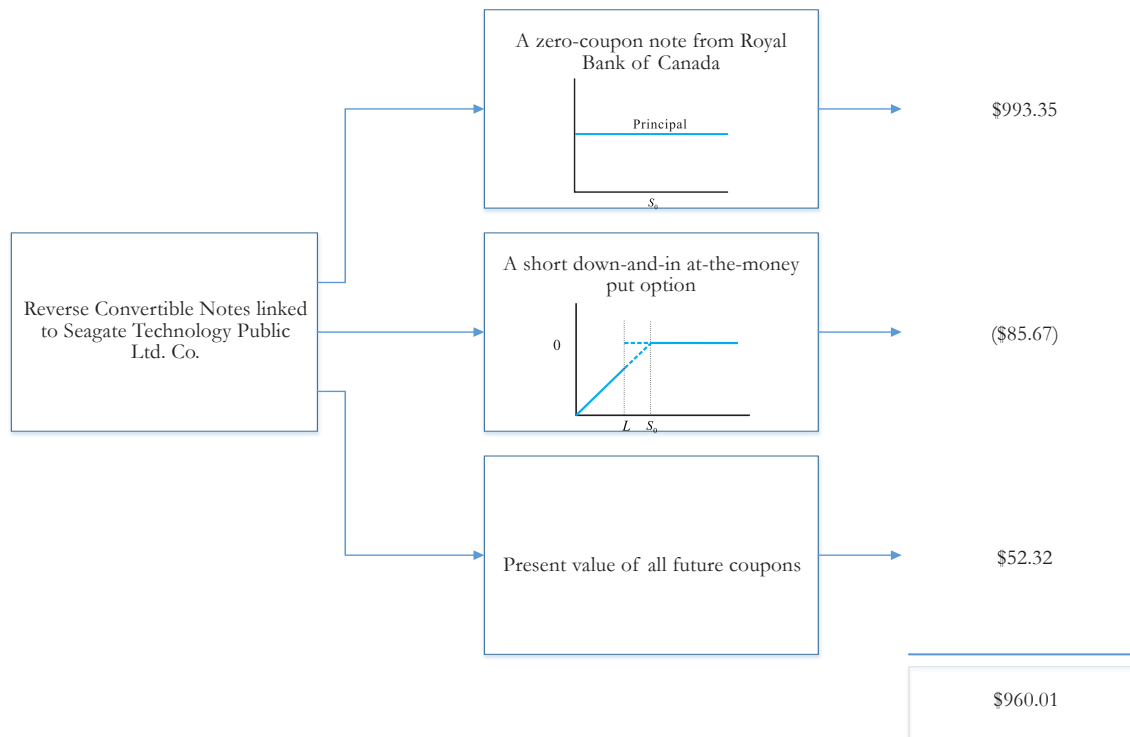 A zero-coupon note from Royal
Bank of Canada
Principal
S₀
$993.35
Reverse Convertible Notes linked
to Seagate Technology Public
Ltd. Co.
A short down-and-in at-the-money
put option
0
L S₀
($85.67)
Present value of all future coupons
$52.32
$960.01